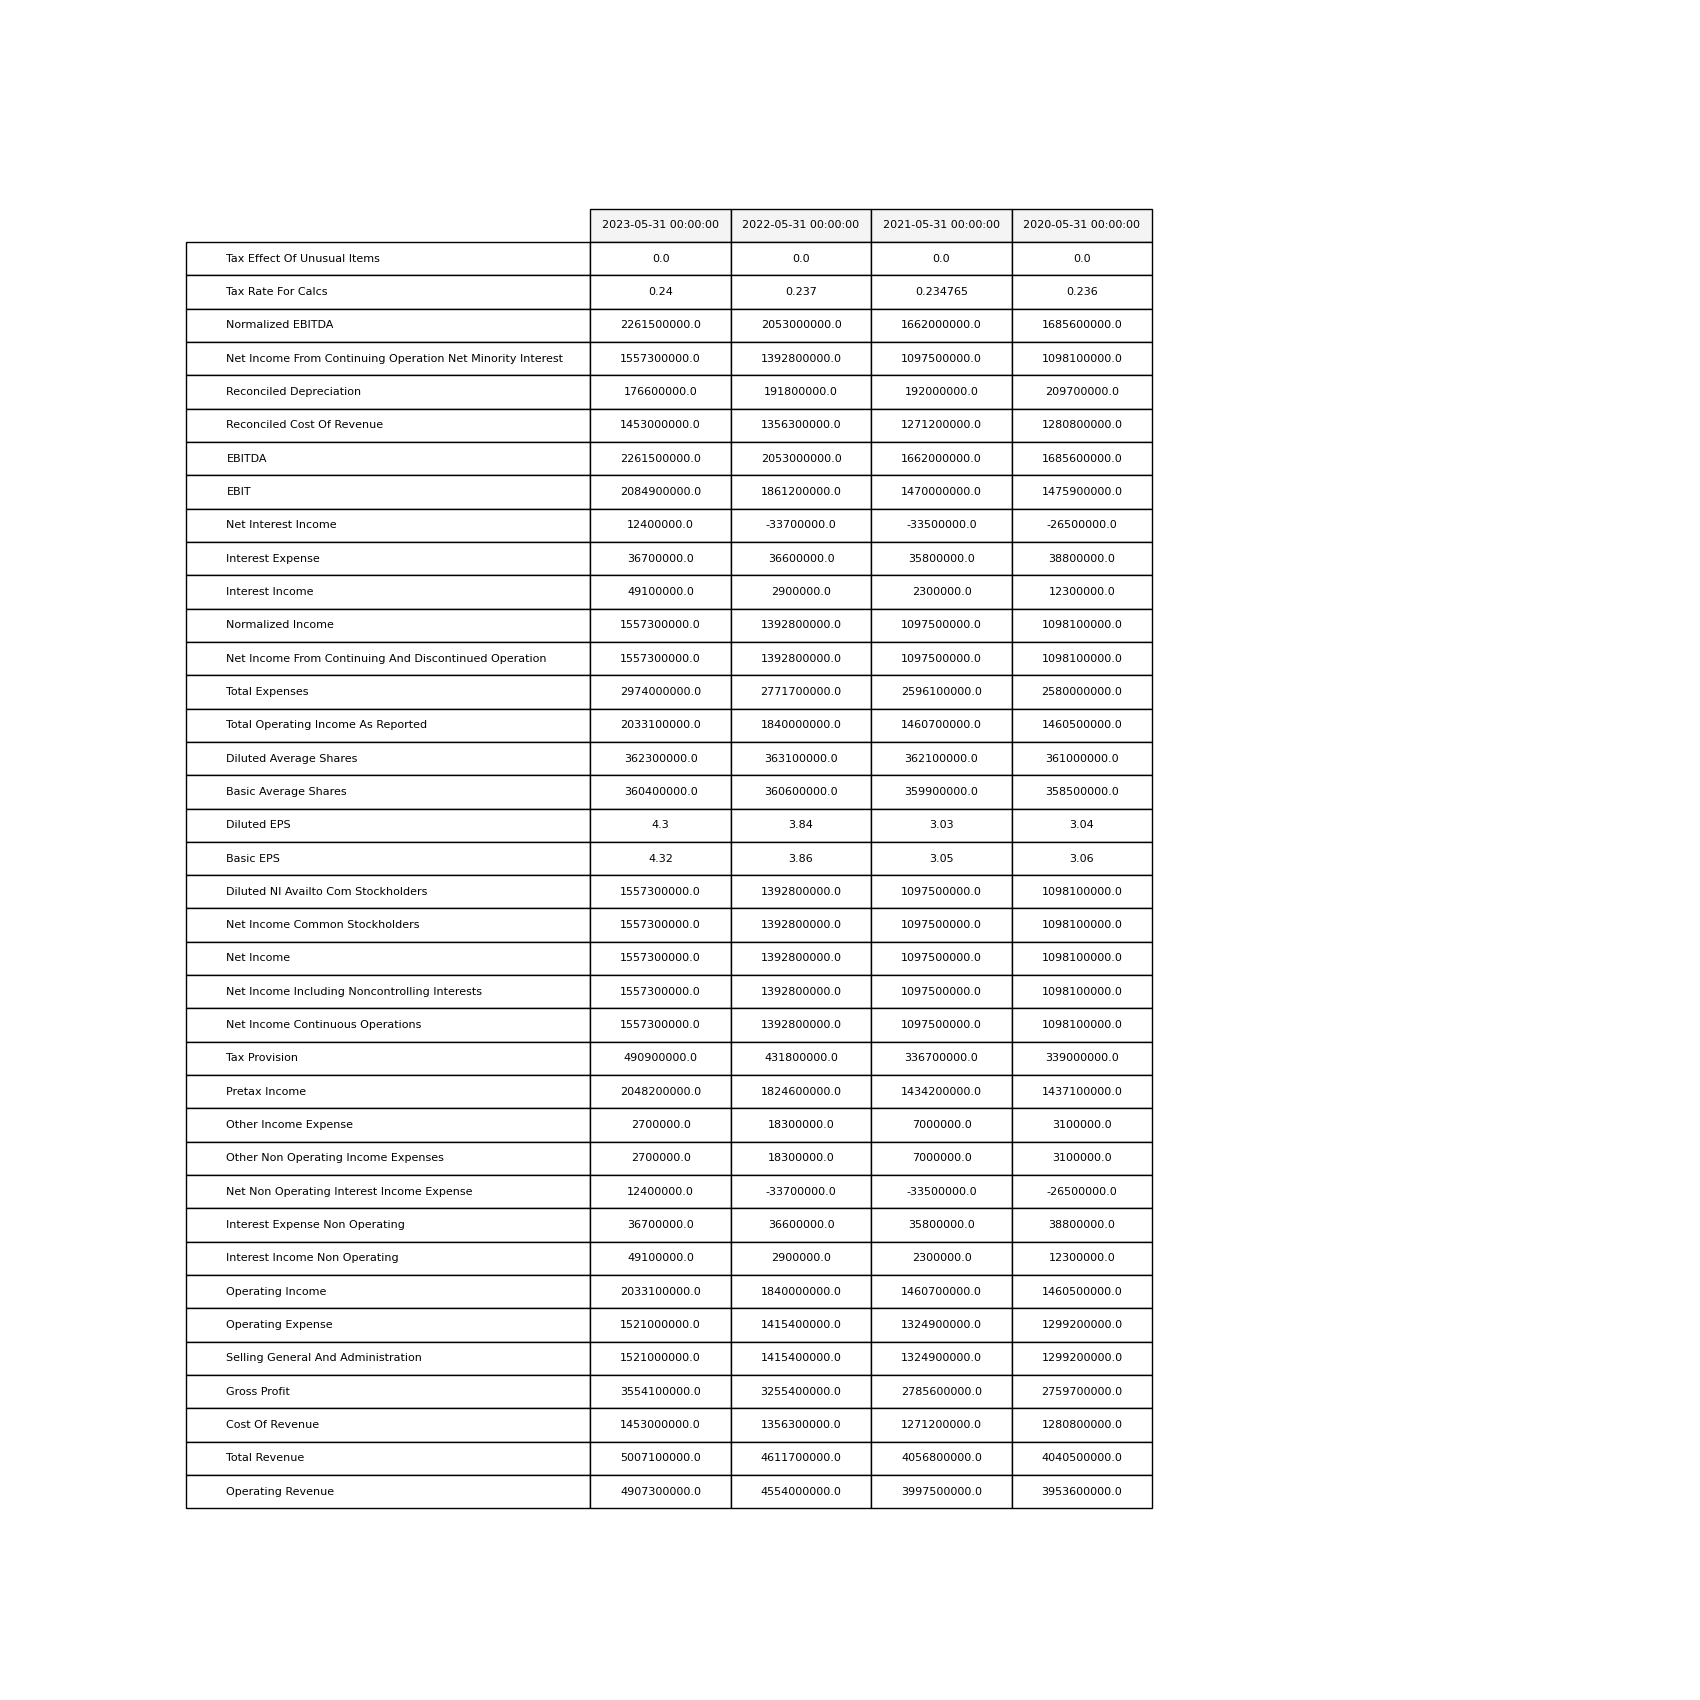 2023-05-31 00:00:00 2022-05-31 00:00:00 2021-05-31 00:00:00 2020-05-31 00:00:00
Tax Effect Of Unusual Items 0.0 0.0 0.0 0.0
Tax Rate For Calcs 0.24 0.237 0.234765 0.236
Normalized EBITDA 2261500000.0 2053000000.0 1662000000.0 1685600000.0
Net Income From Continuing Operation Net Minority Interest 1557300000.0 1392800000.0 1097500000.0 1098100000.0
Reconciled Depreciation 176600000.0 191800000.0 192000000.0 209700000.0
Reconciled Cost Of Revenue 1453000000.0 1356300000.0 1271200000.0 1280800000.0
EBITDA 2261500000.0 2053000000.0 1662000000.0 1685600000.0
EBIT 2084900000.0 1861200000.0 1470000000.0 1475900000.0
Net Interest Income 12400000.0 -33700000.0 -33500000.0 -26500000.0
Interest Expense 36700000.0 36600000.0 35800000.0 38800000.0
Interest Income 49100000.0 2900000.0 2300000.0 12300000.0
Normalized Income 1557300000.0 1392800000.0 1097500000.0 1098100000.0
Net Income From Continuing And Discontinued Operation 1557300000.0 1392800000.0 1097500000.0 1098100000.0
Total Expenses 2974000000.0 2771700000.0 2596100000.0 2580000000.0
Total Operating Income As Reported 2033100000.0 1840000000.0 1460700000.0 1460500000.0
Diluted Average Shares 362300000.0 363100000.0 362100000.0 361000000.0
Basic Average Shares 360400000.0 360600000.0 359900000.0 358500000.0
Diluted EPS 4.3 3.84 3.03 3.04
Basic EPS 4.32 3.86 3.05 3.06
Diluted NI Availto Com Stockholders 1557300000.0 1392800000.0 1097500000.0 1098100000.0
Net Income Common Stockholders 1557300000.0 1392800000.0 1097500000.0 1098100000.0
Net Income 1557300000.0 1392800000.0 1097500000.0 1098100000.0
Net Income Including Noncontrolling Interests 1557300000.0 1392800000.0 1097500000.0 1098100000.0
Net Income Continuous Operations 1557300000.0 1392800000.0 1097500000.0 1098100000.0
Tax Provision 490900000.0 431800000.0 336700000.0 339000000.0
Pretax Income 2048200000.0 1824600000.0 1434200000.0 1437100000.0
Other Income Expense 2700000.0 18300000.0 7000000.0 3100000.0
Other Non Operating Income Expenses 2700000.0 18300000.0 7000000.0 3100000.0
Net Non Operating Interest Income Expense 12400000.0 -33700000.0 -33500000.0 -26500000.0
Interest Expense Non Operating 36700000.0 36600000.0 35800000.0 38800000.0
Interest Income Non Operating 49100000.0 2900000.0 2300000.0 12300000.0
Operating Income 2033100000.0 1840000000.0 1460700000.0 1460500000.0
Operating Expense 1521000000.0 1415400000.0 1324900000.0 1299200000.0
Selling General And Administration 1521000000.0 1415400000.0 1324900000.0 1299200000.0
Gross Profit 3554100000.0 3255400000.0 2785600000.0 2759700000.0
Cost Of Revenue 1453000000.0 1356300000.0 1271200000.0 1280800000.0
Total Revenue 5007100000.0 4611700000.0 4056800000.0 4040500000.0
Operating Revenue 4907300000.0 4554000000.0 3997500000.0 3953600000.0